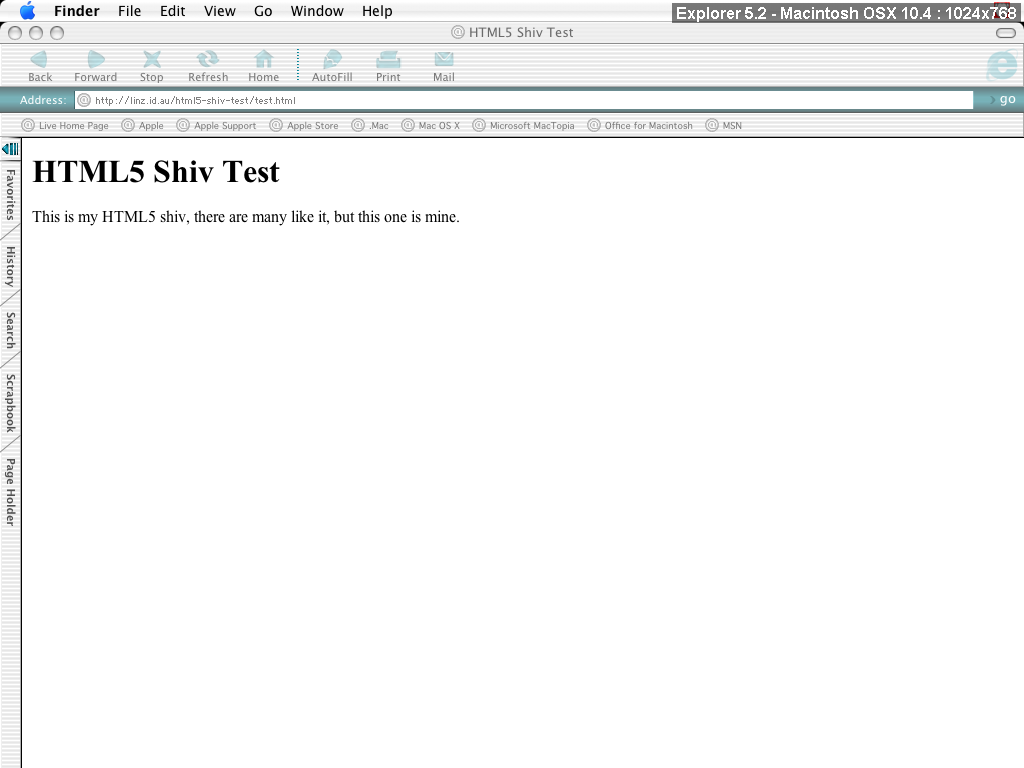 Finder File Edit View Go Window Help
Explorer 5.2 - Macintosh OSX 10.4 : 1024x768
HTML5 Shiv Test
Back Forward Stop Refresh Home AutoFill Print Mail
Address: http://linz.id.au/html5-shiv-test/test.html go
Live Home Page Apple Apple Support Apple Store .Mac Mac OS X Microsoft MacTopia Office for Macintosh MSN
HTML5 Shiv Test
This is my HTML5 shiv, there are many like it, but this one is mine.
Favorites
History
Search
Scrapbook
Page Holder